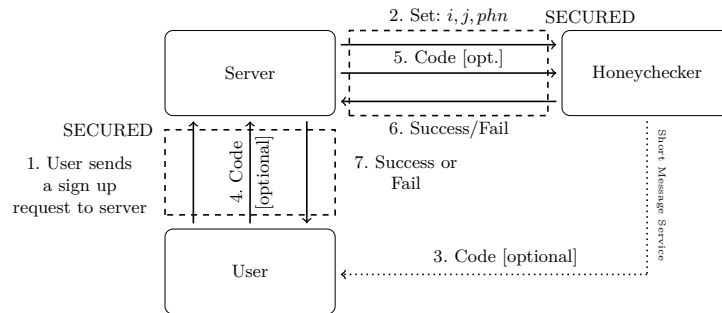 2. Set: i, j, phn
SECURED
Server
5. Code [opt.]
Honeychecker
6. Success/Fail
SECURED
1. User sends
a sign up
request to server
4. Code
[optional]
7. Success or
Fail
Short Message Service
3. Code [optional]
User